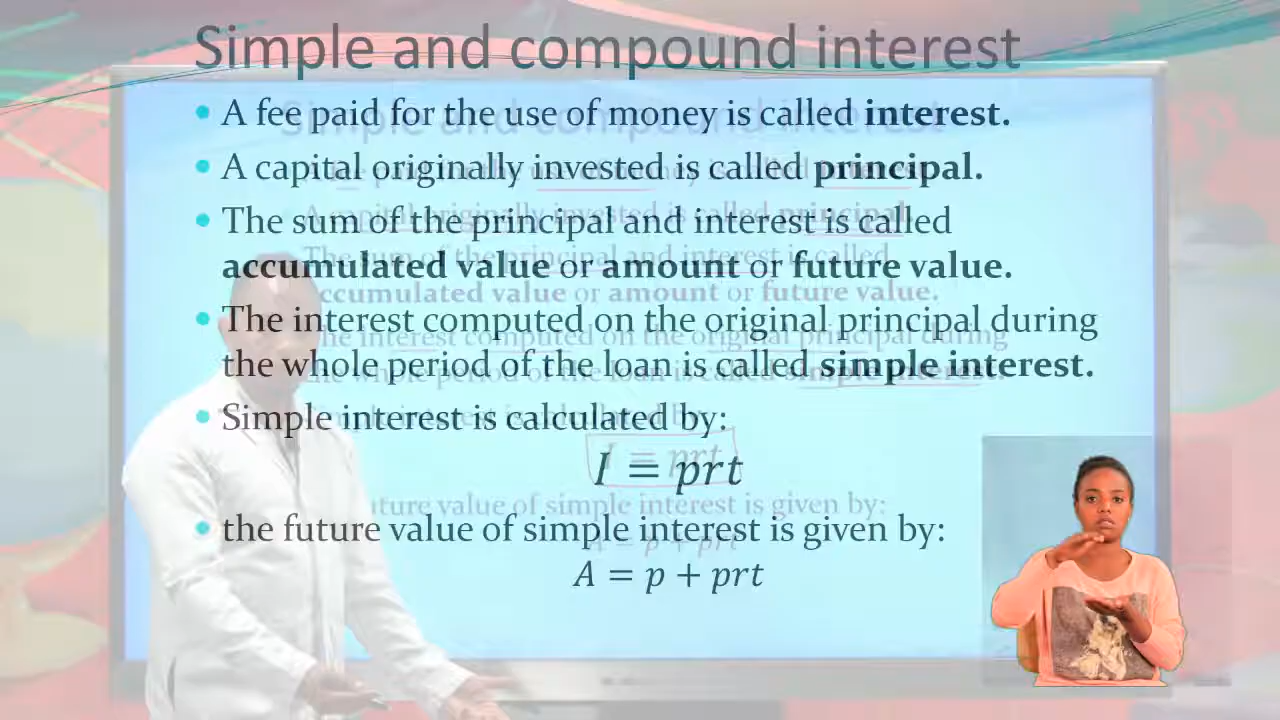 Simple and compound interest
• A fee paid for the use of money is called interest.
• A capital originally invested is called principal.
• The sum of the principal and interest is called
accumulated value or amount or future value.
• The interest computed on the original principal during
the whole period of the loan is called simple interest.
• Simple interest is calculated by:
I = prt
• the future value of simple interest is given by:
A = p + prt